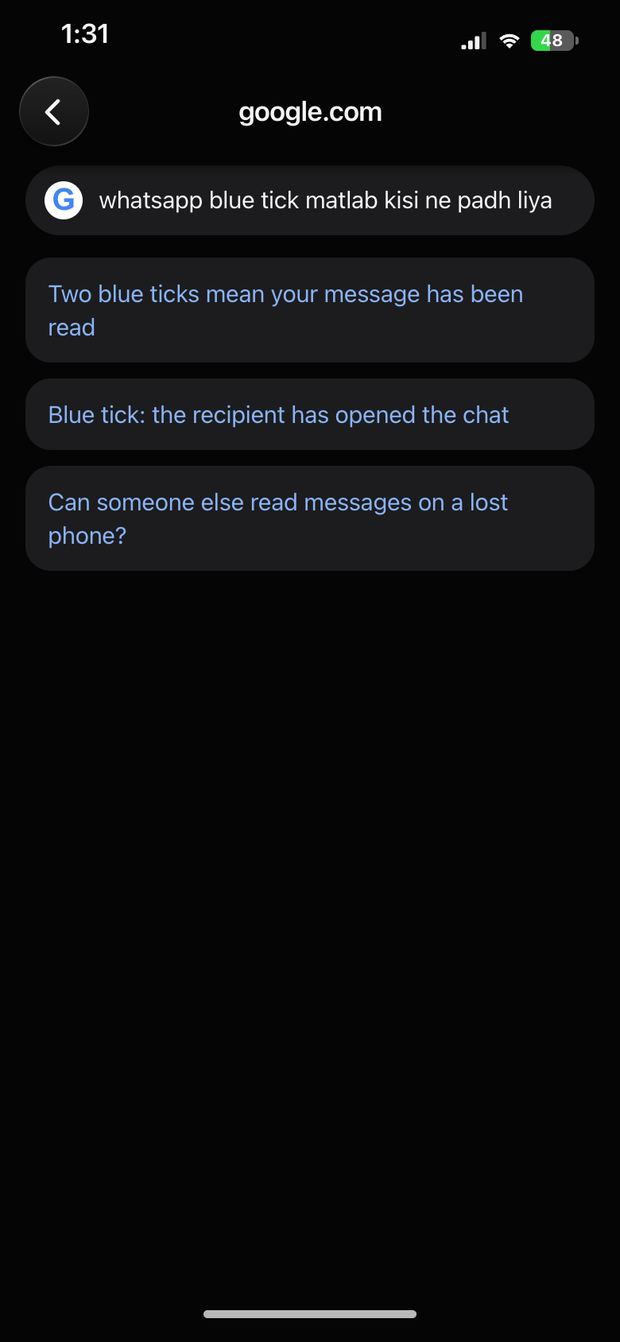 1:31
48
google.com
G whatsapp blue tick matlab kisi ne padh liya
Two blue ticks mean your message has been
read
Blue tick: the recipient has opened the chat
Can someone else read messages on a lost
phone?